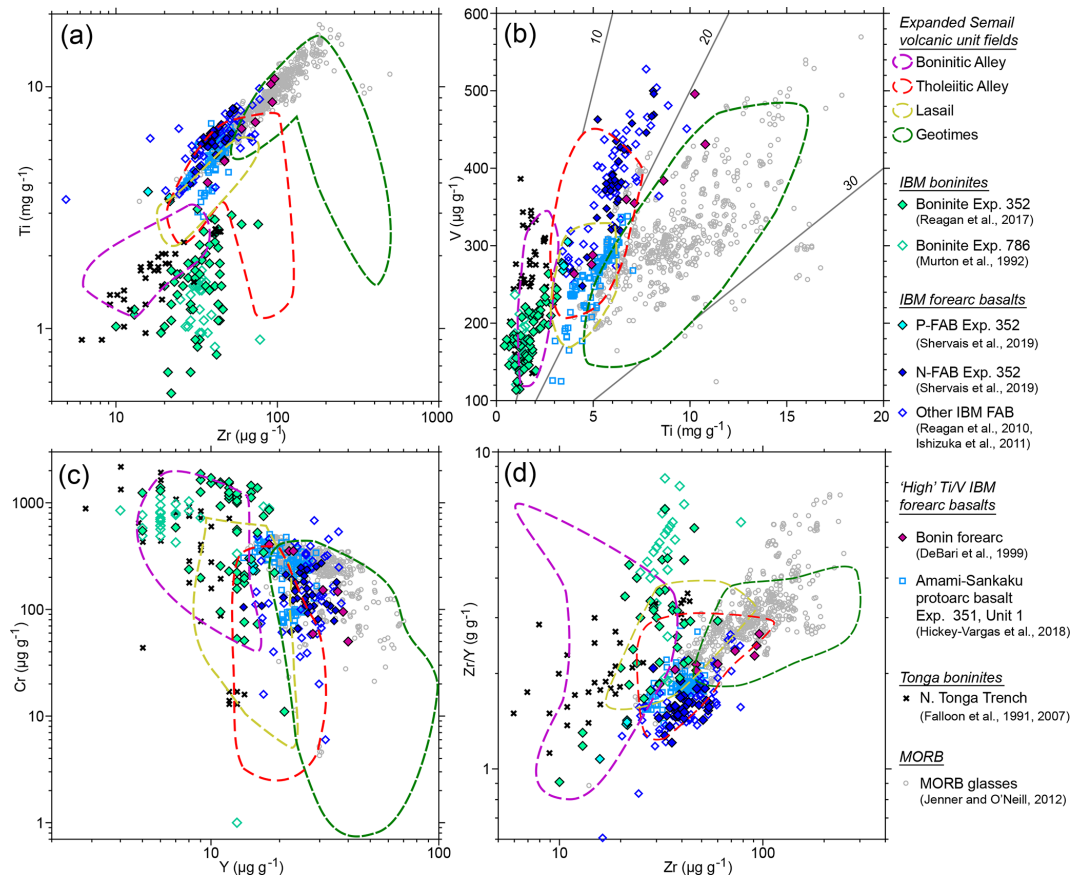 (a)
Ti (mg g⁻¹)
10
1
10
100
1000
Zr (µg g⁻¹)
(b)
10
20
30
V (µg g⁻¹)
600
500
400
300
200
100
0
5
10
15
20
Ti (mg g⁻¹)
(c)
Cr (µg g⁻¹)
1000
100
10
1
10
100
Y (µg g⁻¹)
(d)
Zr/Y (µg g⁻¹)
10
1
10
100
Zr (µg g⁻¹)
Expanded Semail
volcanic unit fields
Boninitic Alley
Tholeiitic Alley
Lasail
Geotimes
IBM boninites
Boninite Exp. 352
(Reagan et al., 2017)
Boninite Exp. 786
(Murton et al., 1992)
IBM forearc basalts
P-FAB Exp. 352
(Shervais et al., 2019)
N-FAB Exp. 352
(Shervais et al., 2019)
Other IBM FAB
(Reagan et al., 2010,
Ishizuka et al., 2011)
‘High’ Ti/V IBM
forearc basalts
Bonin forearc
(DeBari et al., 1999)
Amami-Sankaku
protoarc basalt
Exp. 351, Unit 1
(Hickey-Vargas et al., 2018)
Tonga boninites
N. Tonga Trench
(Falloon et al., 1991, 2007)
MORB
MORB glasses
(Jenner and O’Neill, 2012)